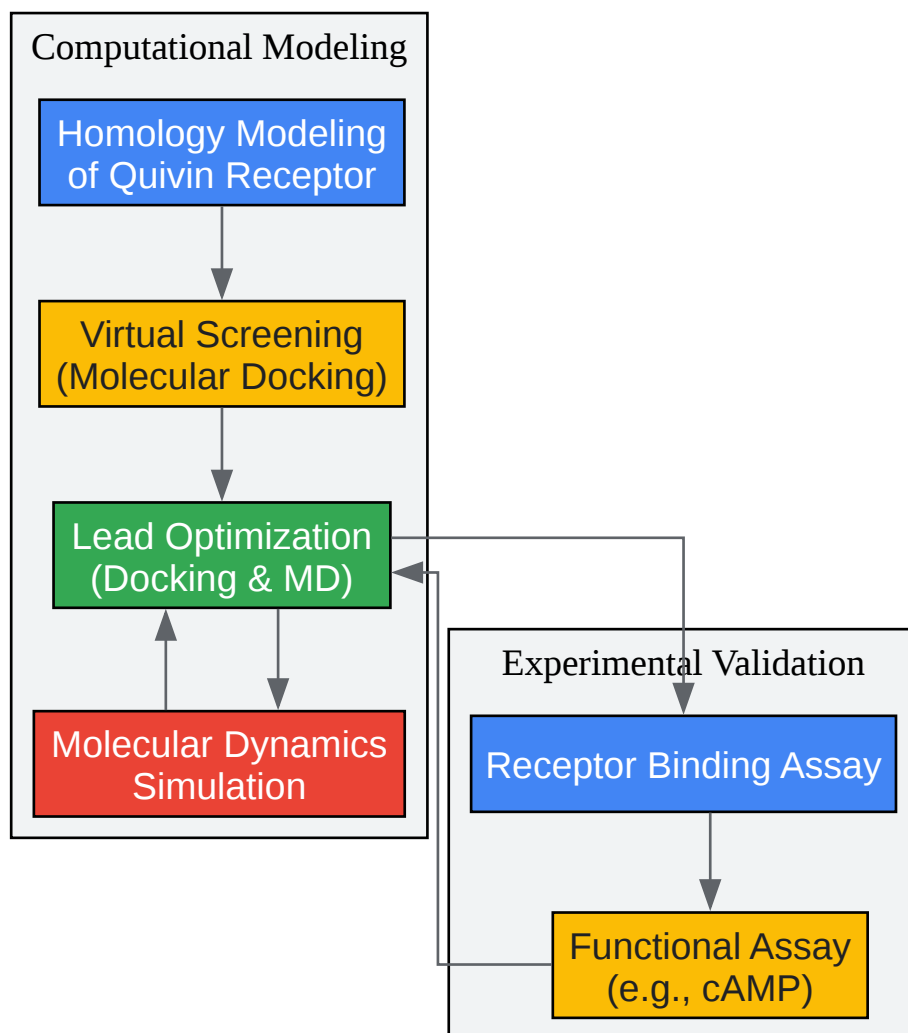 Computational Modeling
Homology Modeling
of Quivin Receptor
Virtual Screening
(Molecular Docking)
Lead Optimization
(Docking & MD)
Molecular Dynamics
Simulation
Experimental Validation
Receptor Binding Assay
Functional Assay
(e.g., cAMP)